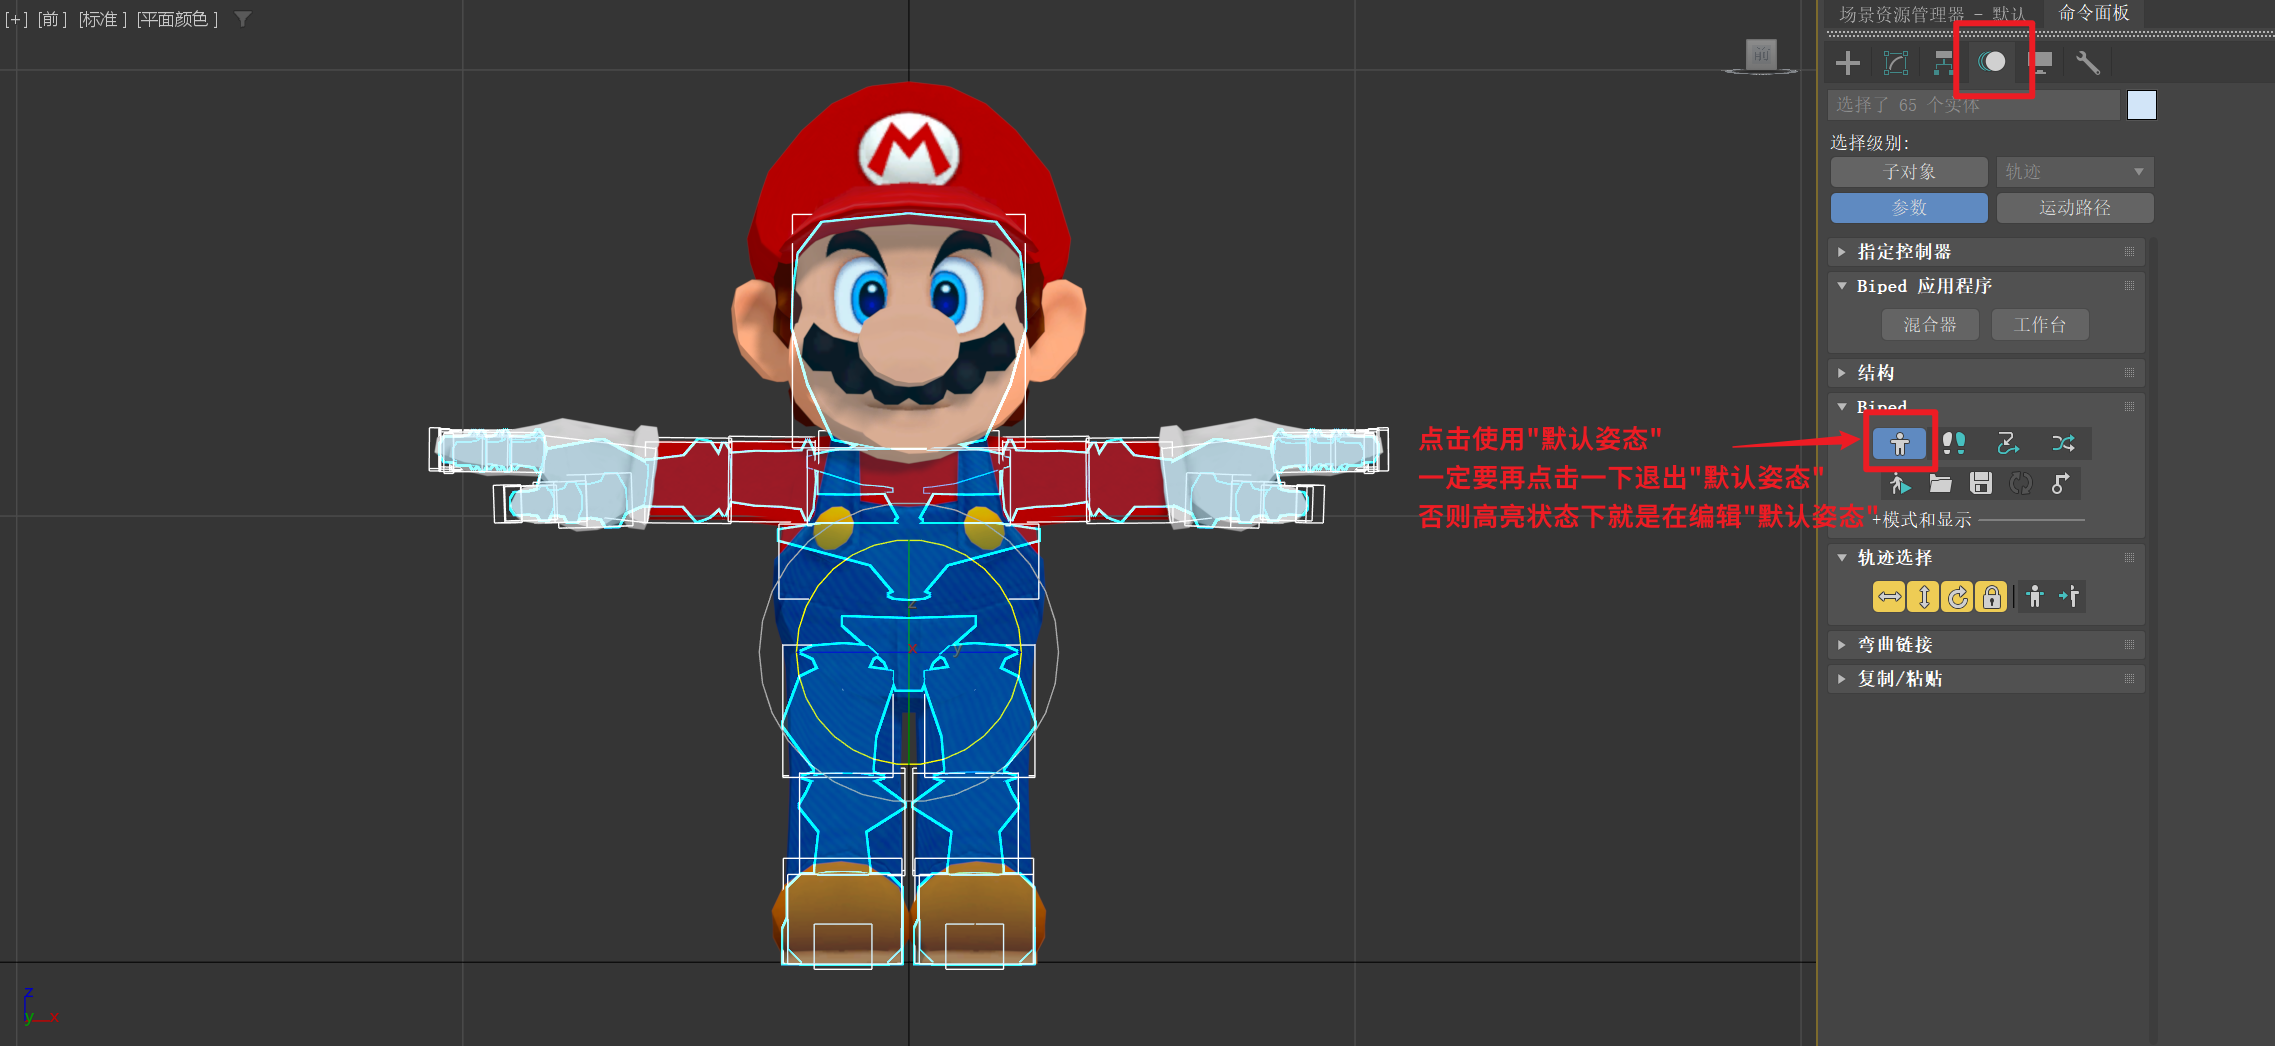 [+] [前] [标准] [平面颜色]
前
M
z
x
y
z
y
x
点击使用"默认姿态"
一定要再点击一下退出"默认姿态"
否则高亮状态下就是在编辑"默认姿态"
场景资源管理器 - 默认
命令面板
选择了 65 个实体
选择级别:
子对象
轨迹
参数
运动路径
指定控制器
Biped 应用程序
混合器
工作台
结构
Biped
+模式和显示
轨迹选择
弯曲链接
复制/粘贴